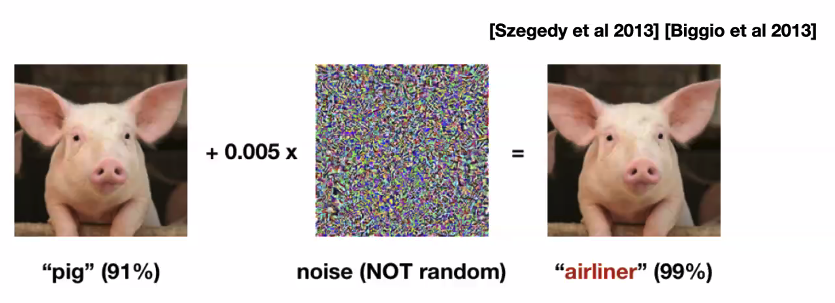 [Szegedy et al 2013] [Biggio et al 2013]
+ 0.005 x
=
“pig” (91%)
noise (NOT random)
“airliner” (99%)